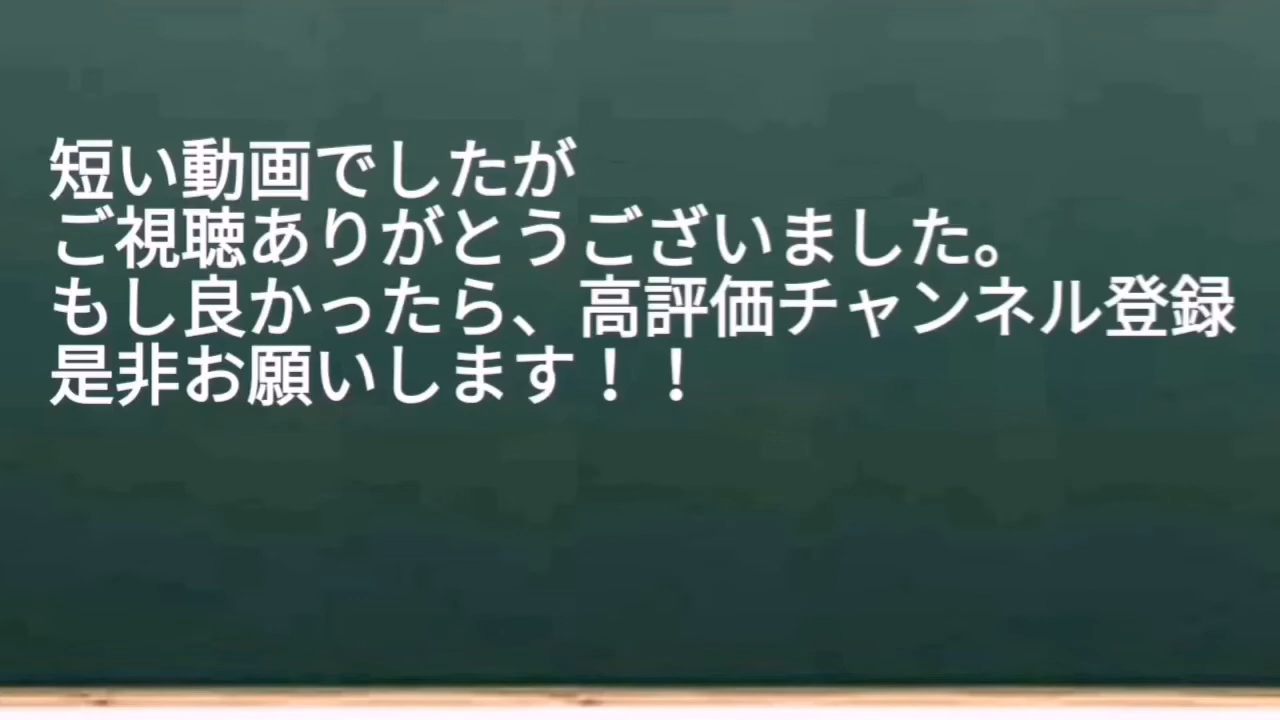 短い動画でしたが
ご視聴ありがとうございました。
もし良かったら、高評価チャンネル登録
是非お願いします！！